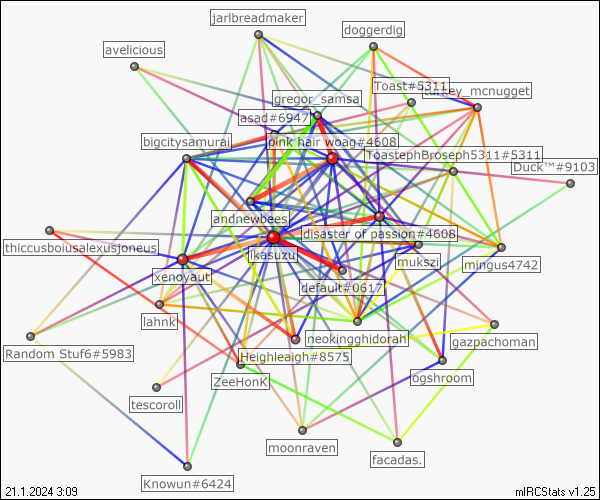 jarlbreadmaker
doggerdig
avelicious
Toast#5311
turkey_mcnugget
gregor_samsa
asad#6947
bigcitysamurai
pink hair woag#4608
ToastephBroseph5311#5311
Duck™#9103
andnewbees
disaster of passion#4608
thiccusboiusalexusjoneus
ikasuzu
mukszi
mingus4742
xenoyaut
default#0617
lahnk
neokingghidorah
gazpachoman
Random Stuf6#5983
Heighleaigh#8575
ZeeHonK
ogshroom
tescoroll
moonraven
facadas.
Knowun#6424
21.1.2024 3:09
mIRCStats v1.25